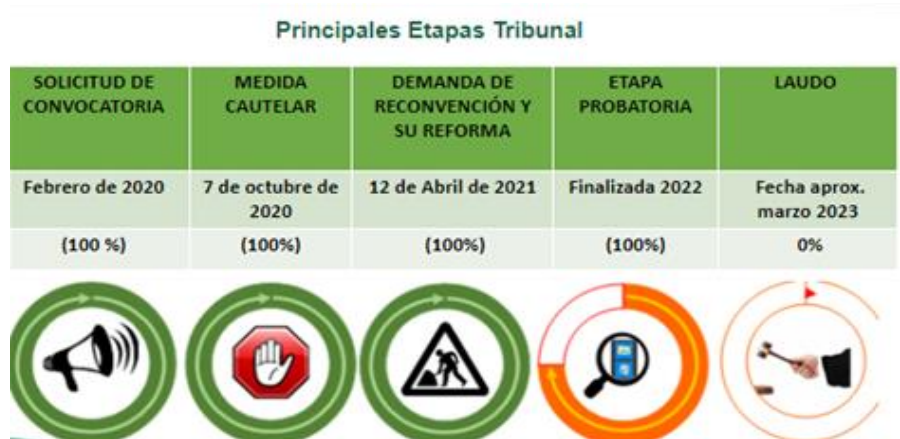 Principales Etapas Tribunal
SOLICITUD DE
CONVOCATORIA
MEDIDA
CAUTELAR
DEMANDA DE
RECONVENCIÓN Y
SU REFORMA
ETAPA
PROBATORIA
LAUDO
Febrero de 2020
7 de octubre de
2020
12 de Abril de 2021
Finalizada 2022
Fecha aprox.
marzo 2023
(100 %)
(100%)
(100%)
(100%)
0%